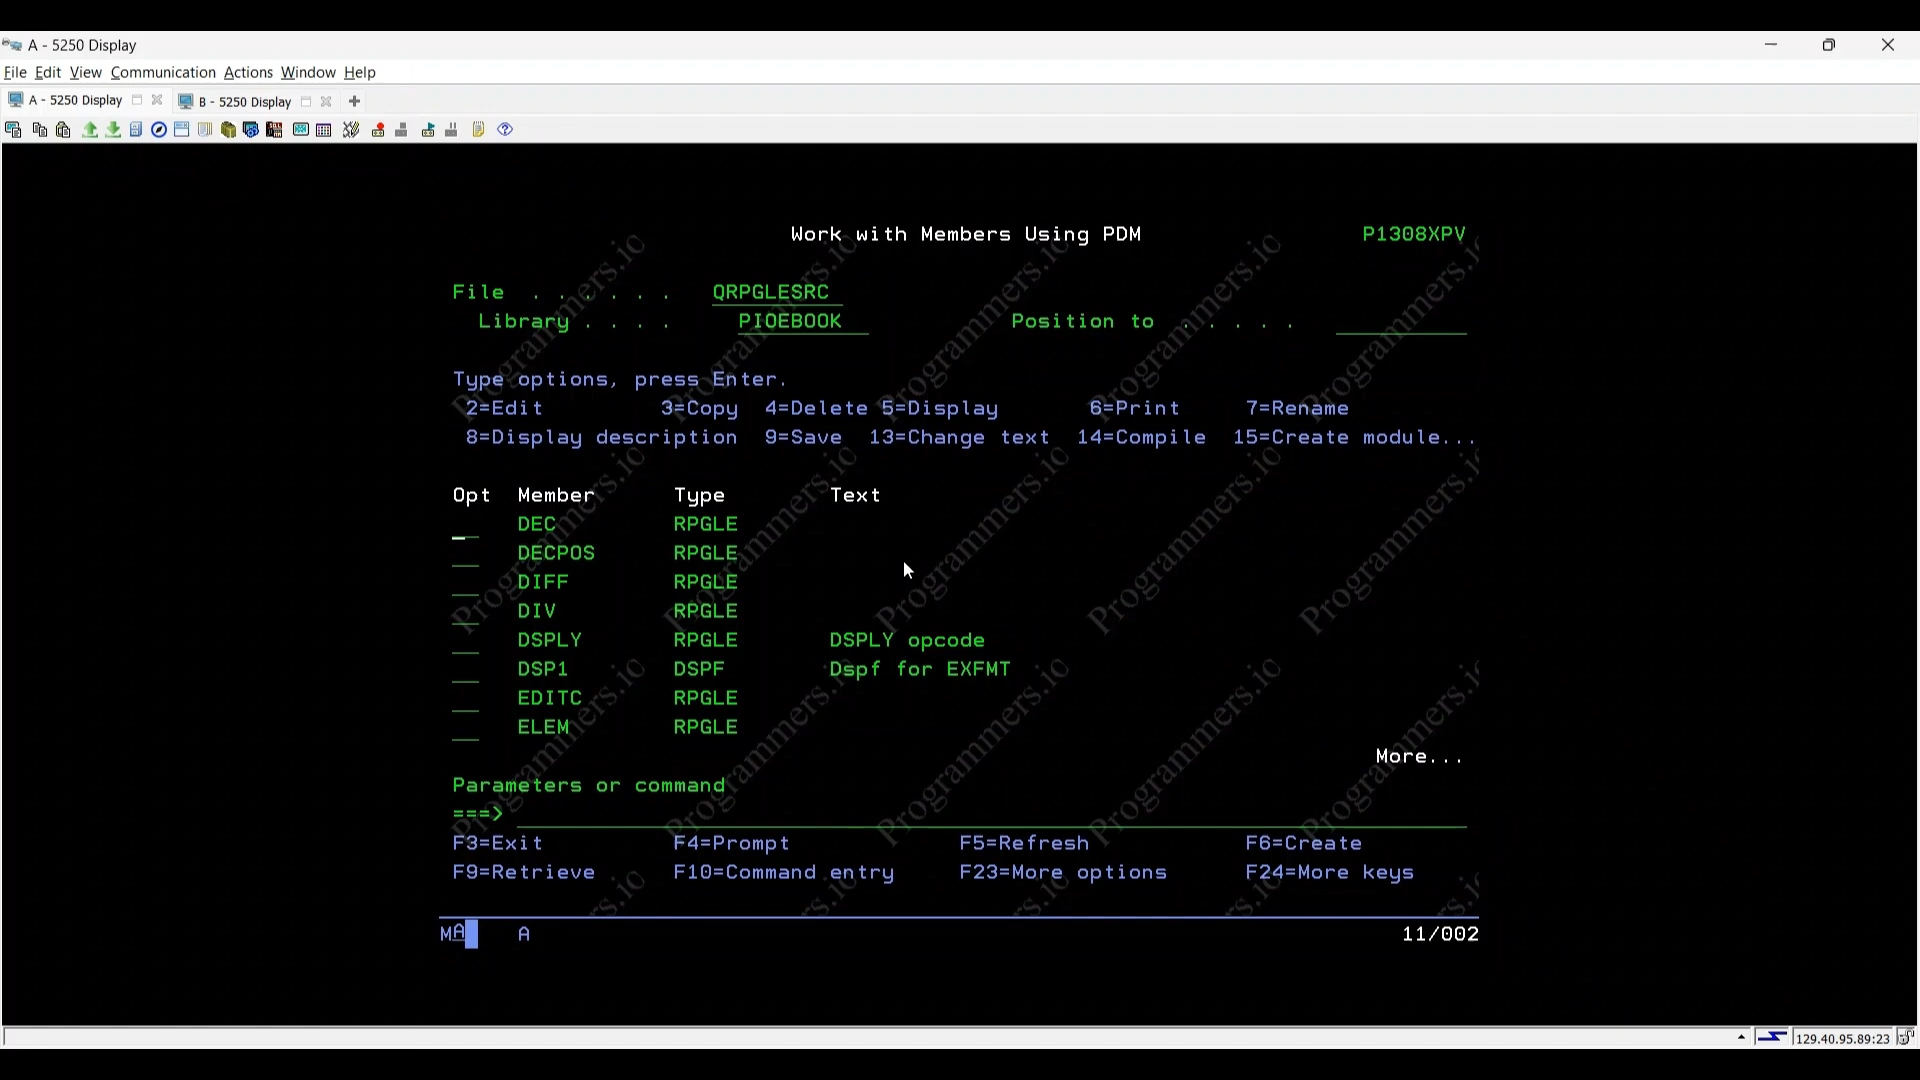 A - 5250 Display
File Edit View Communication Actions Window Help
A - 5250 Display B - 5250 Display
Work with Members Using PDM P1308XPV
File . . . . . . QRPGLESRC
Library . . . . PIOEBOOK Position to . . . . .
Type options, press Enter.
2=Edit 3=Copy 4=Delete 5=Display 6=Print 7=Rename
8=Display description 9=Save 13=Change text 14=Compile 15=Create module...
Opt Member Type Text
DEC RPGLE
DECPOS RPGLE
DIFF RPGLE
DIV RPGLE
DSPLY RPGLE DSPLY opcode
DSP1 DSPF Dspf for EXFMT
EDITC RPGLE
ELEM RPGLE
More...
Parameters or command
===>
F3=Exit F4=Prompt F5=Refresh F6=Create
F9=Retrieve F10=Command entry F23=More options F24=More keys
MA A 11/002
129.40.95.89:23
Programmers.io